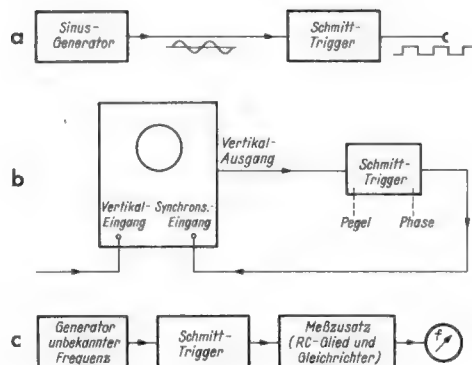 a
Sinus-
Generator
Schmitt-
Trigger
b
Vertikal-
Ausgang
Schmitt-
Trigger
Pegel
Phase
Vertikal-
Eingang
Synchrons.-
Eingang
c
Generator
unbekannter
Frequenz
Schmitt-
Trigger
Meßzusatz
(RC-Glied und
Gleichrichter)
f